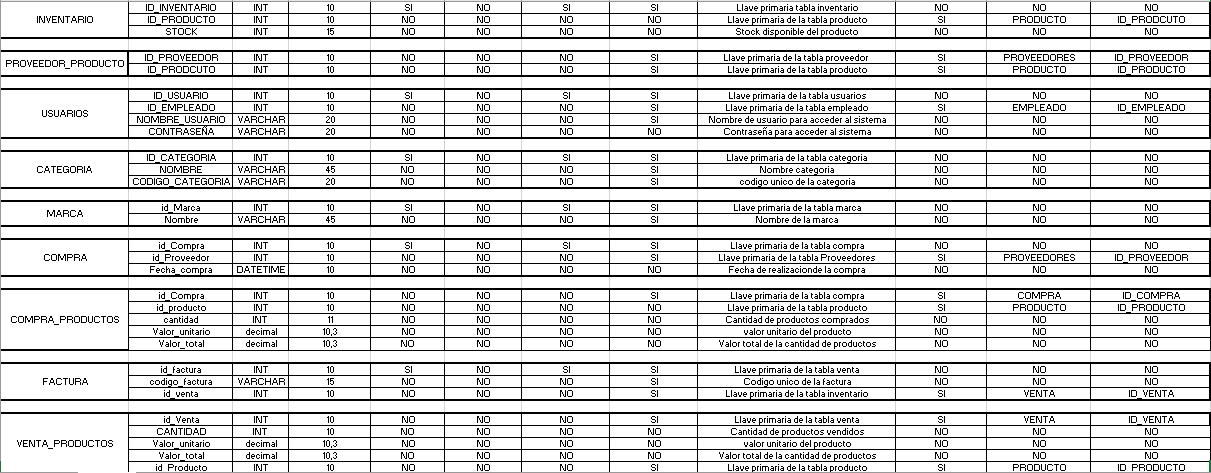 INVENTARIO ID_INVENTARIO INT 10 SI NO SI SI Llave primaria tabla inventario NO NO NO
ID_PRODUCTO INT 10 NO NO NO NO Llave primaria de la tabla producto SI PRODUCTO ID_PRODCUTO
STOCK INT 15 NO NO NO NO Stock disponible del producto NO NO NO
PROVEEDOR_PRODUCTO ID_PROVEEDOR INT 10 NO NO NO SI Llave primaria de la tabla proveedor SI PROVEEDORES ID_PROVEEDOR
ID_PRODCUTO INT 10 NO NO NO SI Llave primaria de la tabla producto SI PRODUCTO ID_PRODUCTO
USUARIOS ID_USUARIO INT 10 SI NO SI SI Llave primaria de la tabla usuarios NO NO NO
ID_EMPLEADO INT 10 NO NO NO SI Llave primaria de la tabla empleado SI EMPLEADO ID_EMPLEADO
NOMBRE_USUARIO VARCHAR 20 NO NO NO SI Nombre de usuario para acceder al sistema NO NO NO
CONTRASEÑA VARCHAR 20 NO NO NO NO Contraseña para acceder al sistema NO NO NO
CATEGORIA ID_CATEGORIA INT 10 SI NO SI SI Llave primaria de la tabla categoria NO NO NO
NOMBRE VARCHAR 45 NO NO NO SI Nombre categoria NO NO NO
CODIGO_CATEGORIA VARCHAR 20 NO NO NO SI codigo unico de la categoria NO NO NO
MARCA id_Marca INT 10 SI NO SI SI Llave primaria de la tabla marca NO NO NO
Nombre VARCHAR 45 NO NO NO SI Nombre de la marca NO NO NO
COMPRA id_Compra INT 10 SI NO SI SI Llave primaria de la tabla compra NO NO NO
id_Proveedor INT 10 NO NO NO SI Llave primaria de la tabla Proveedores SI PROVEEDORES ID_PROVEEDOR
Fecha_compra DATETIME 10 NO NO NO NO Fecha de realizacionde la compra NO NO NO
COMPRA_PRODUCTOS id_Compra INT 10 NO NO NO SI Llave primaria de la tabla compra SI COMPRA ID_COMPRA
id_producto INT 10 NO NO NO SI Llave primaria de la tabla producto SI PRODUCTO ID_PRODUCTO
cantidad INT 11 NO NO NO NO Cantidad de productos comprados NO NO NO
Valor_unitario decimal 10,3 NO NO NO NO valor unitario del producto NO NO NO
Valor_total decimal 10,3 NO NO NO NO Valor total de la cantidad de productos NO NO NO
FACTURA id_factura INT 10 SI NO SI SI Llave primaria de la tabla venta NO NO NO
codigo_factura VARCHAR 15 NO NO NO SI Codigo unico de la factura NO NO NO
id_venta INT 10 NO NO NO SI Llave primaria de la tabla inventario SI VENTA ID_VENTA
VENTA_PRODUCTOS id_Venta INT 10 NO NO NO SI Llave primaria de la tabla venta SI VENTA ID_VENTA
CANTIDAD INT 10 NO NO NO NO Cantidad de productos vendidos NO NO NO
Valor_unitario decimal 10,3 NO NO NO NO valor unitario del producto NO NO NO
Valor_total decimal 10,3 NO NO NO NO Valor total de la cantidad de productos NO NO NO
id_Producto INT 10 NO NO NO SI Llave primaria de la tabla producto SI PRODUCTO ID_PRODUCTO